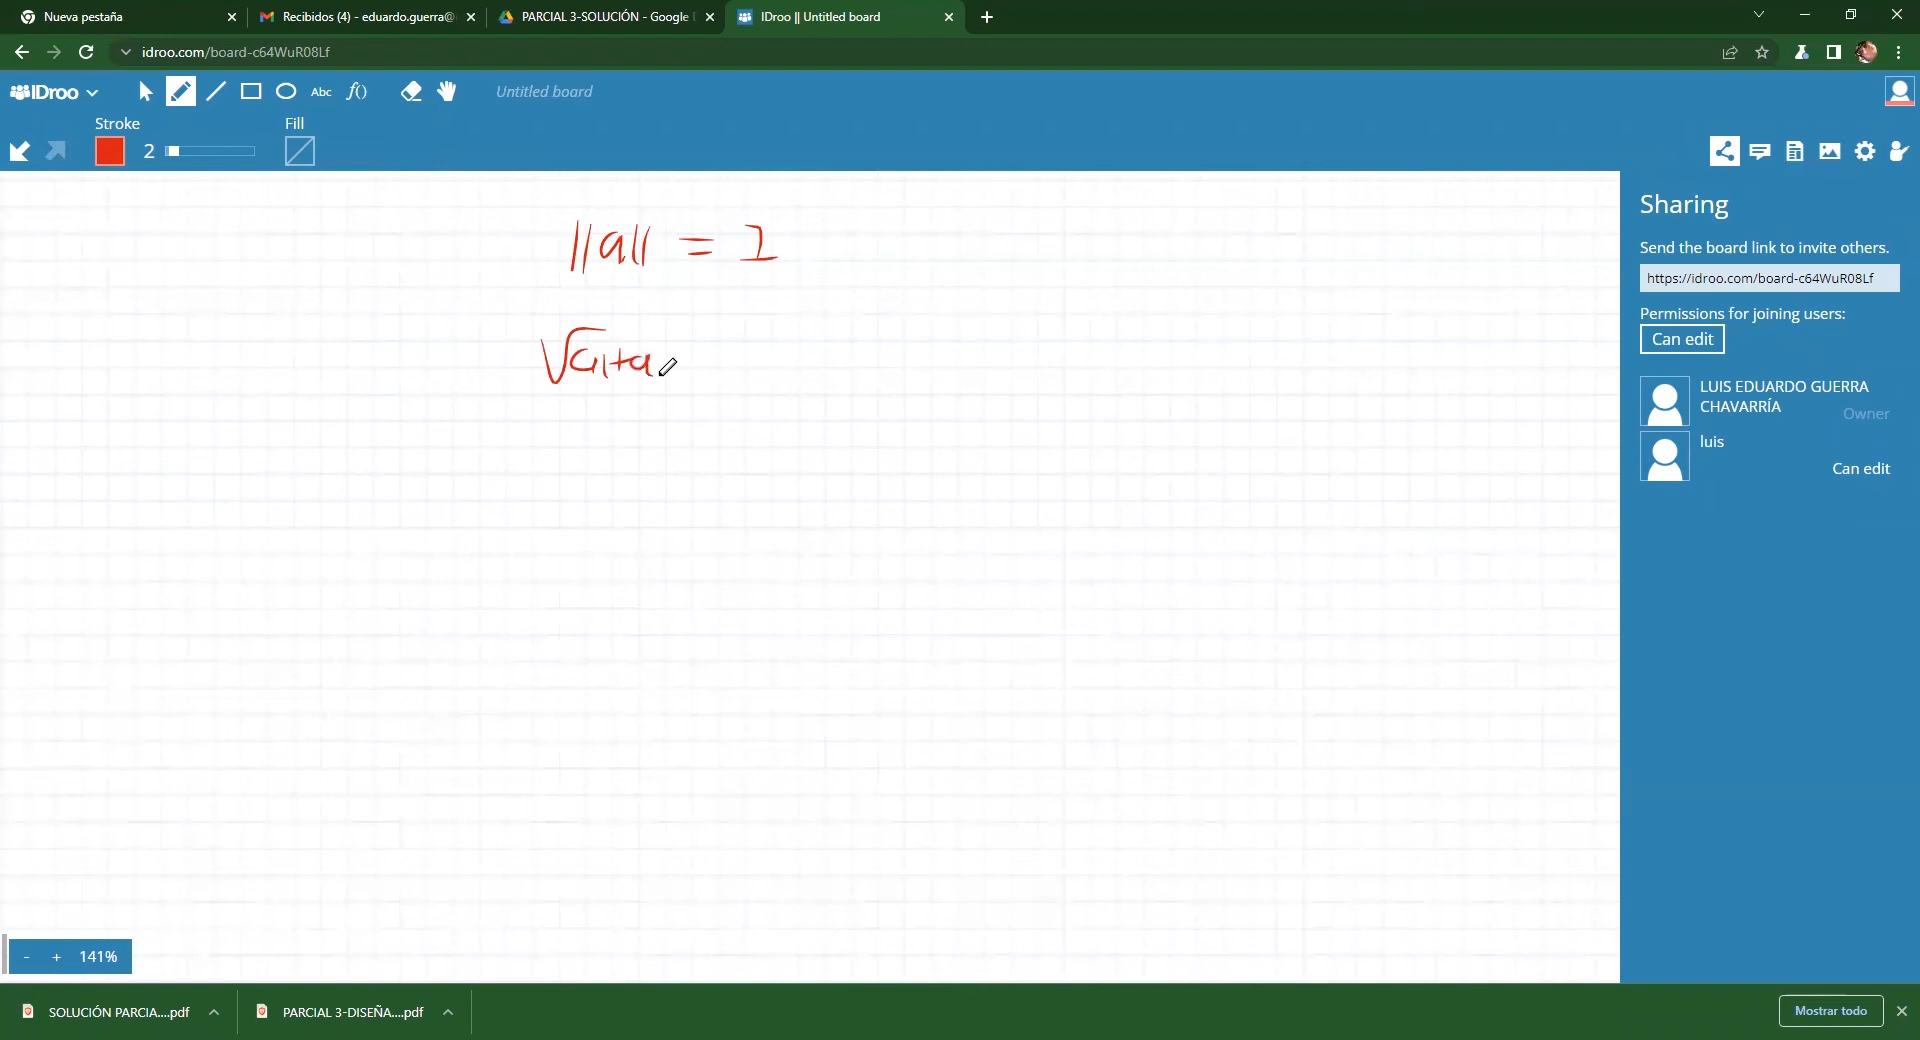 Nueva pestaña
Recibidos (4) - eduardo.guerra@
PARCIAL 3-SOLUCIÓN - Google D
IDroo || Untitled board
idroo.com/board-c64WuR08Lf
IDroo
Abc
f()
Untitled board
Stroke
Fill
2
Sharing
Send the board link to invite others.
https://idroo.com/board-c64WuR08Lf
Permissions for joining users:
Can edit
LUIS EDUARDO GUERRA
CHAVARRÍA
Owner
luis
Can edit
||a|| = 1
√a1+a
- + 141%
SOLUCIÓN PARCIA....pdf
PARCIAL 3-DISEÑA....pdf
Mostrar todo